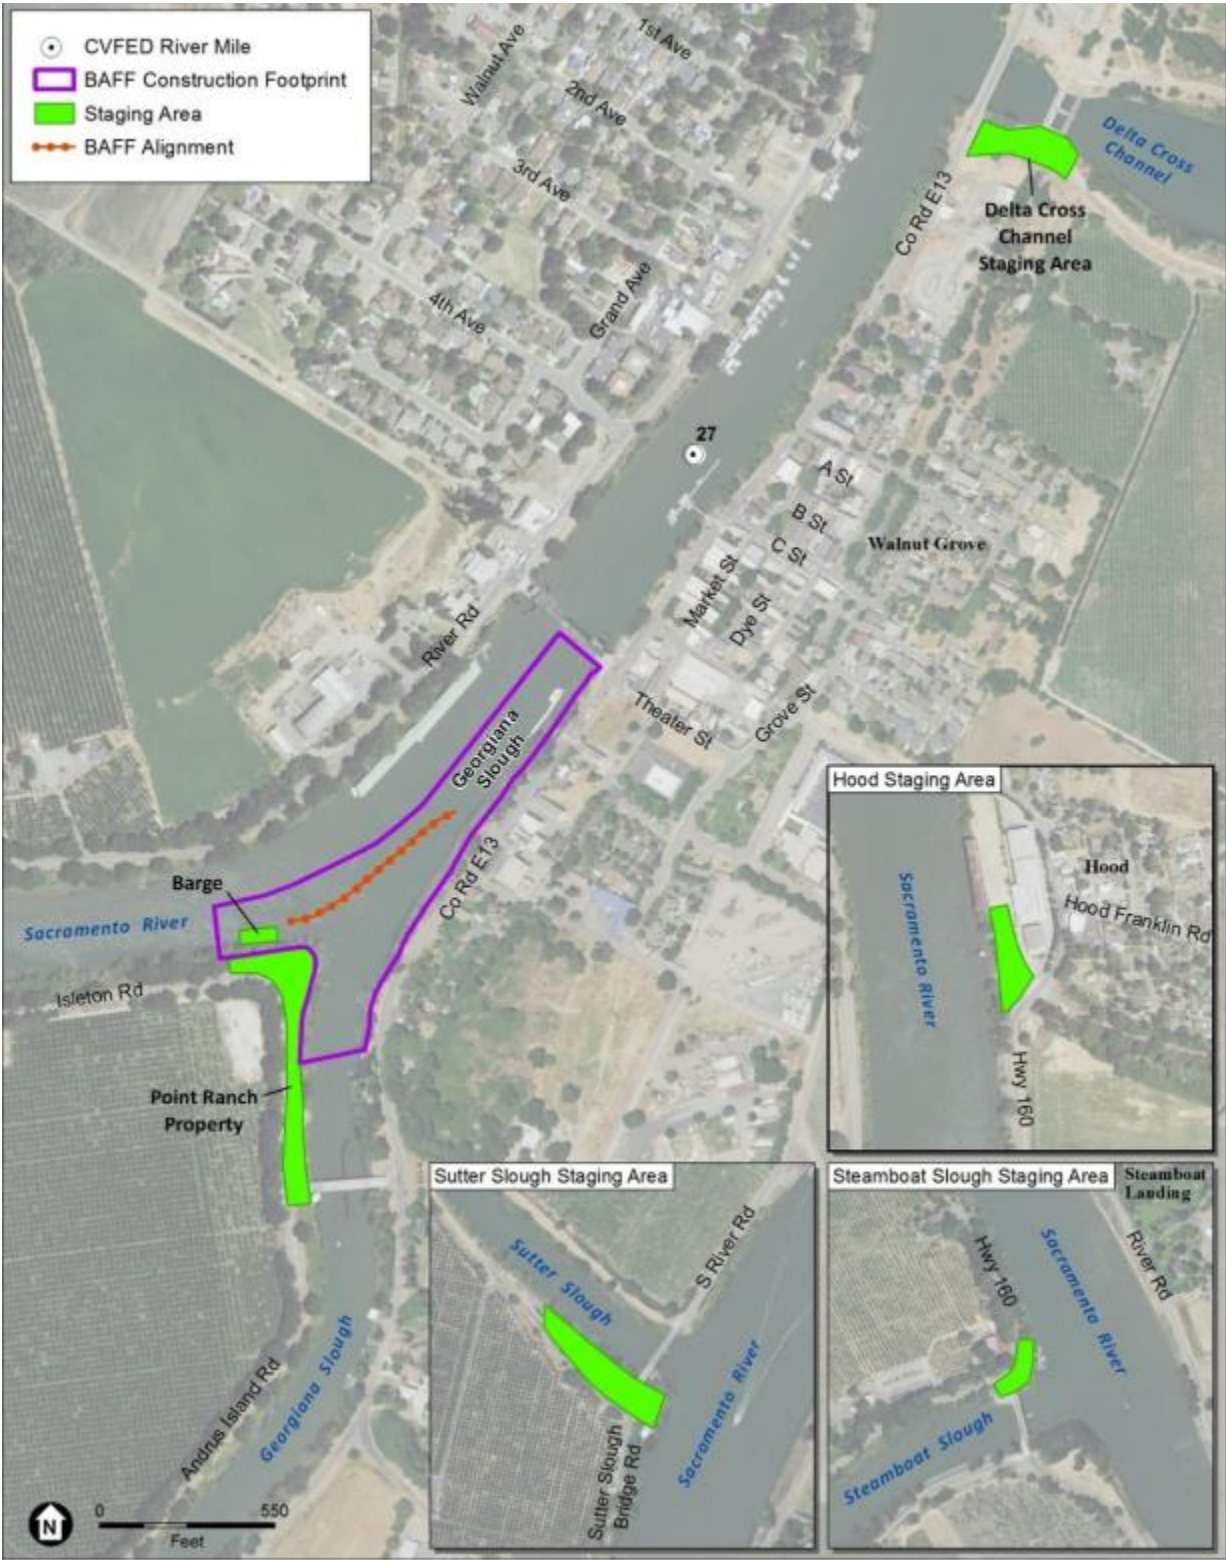 CVFED River Mile
BAFF Construction Footprint
Staging Area
BAFF Alignment
Walnut Ave
1st Ave
2nd Ave
3rd Ave
4th Ave
Grand Ave
Co Rd E13
Delta Cross
Channel
Delta Cross
Channel
Staging Area
27
A St
B St
C St
Walnut Grove
Market St
Dye St
River Rd
Theater St
Grove St
Georgiana
Slough
Co Rd E13
Barge
Sacramento River
Isleton Rd
Point Ranch
Property
Andrus Island Rd
Georgiana Slough
Hood Staging Area
Hood
Hood Franklin Rd
Sacramento River
Hwy 160
Sutter Slough Staging Area
Sutter Slough
S River Rd
Sacramento River
Sutter Slough
Bridge Rd
Steamboat Slough Staging Area
Steamboat
Landing
Hwy 160
Sacramento River
River Rd
Steamboat Slough
N
0
550
Feet